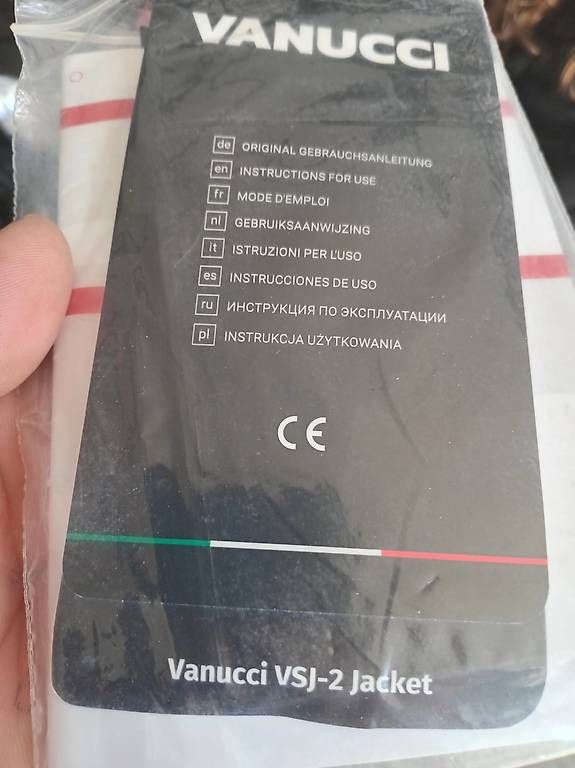 VANUCCI
de ORIGINAL GEBRAUCHSANLEITUNG
en INSTRUCTIONS FOR USE
fr MODE D'EMPLOI
nl GEBRUIKSAANWIJZING
it ISTRUZIONI PER L'USO
es INSTRUCCIONES DE USO
ru ИНСТРУКЦИЯ ПО ЭКСПЛУАТАЦИИ
pl INSTRUKCJA UŻYTKOWANIA
CE
Vanucci VSJ-2 Jacket